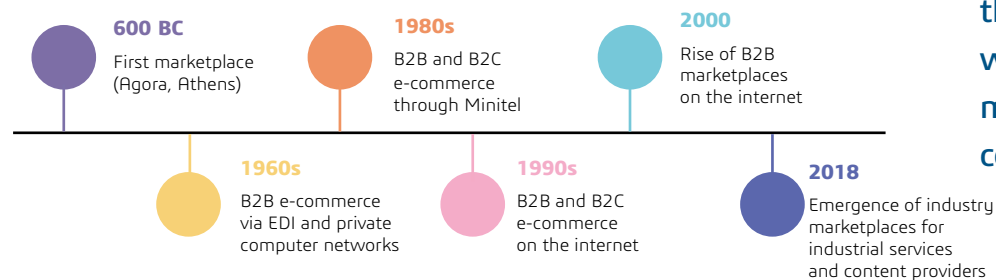 600 BC
First marketplace
(Agora, Athens)
1960s
B2B e-commerce
via EDI and private
computer networks
1980s
B2B and B2C
e-commerce
through Minitel
1990s
B2B and B2C
e-commerce
on the internet
2000
Rise of B2B
marketplaces
on the internet
2018
Emergence of industry
marketplaces for
industrial services
and content providers